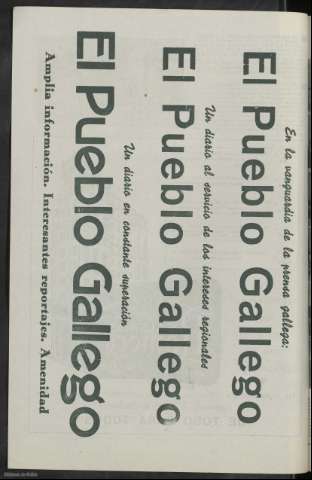 En la vanguardia de la prensa gallega:
El Pueblo Gallego
Un diario al servicio de los intereses regionales
El Pueblo Gallego
Un diario en constante superación
El Pueblo Gallego
Amplia información. Interesantes reportajes. Amenidad